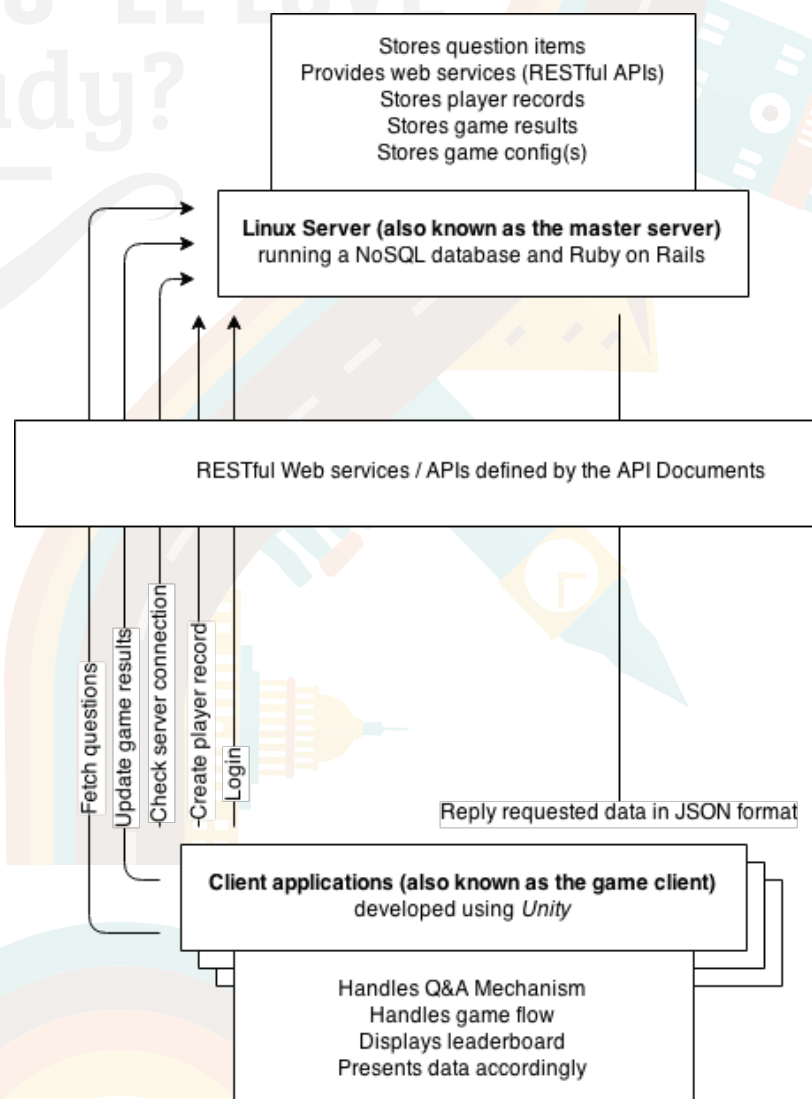 udy?
Stores question items
Provides web services (RESTful APIs)
Stores player records
Stores game results
Stores game config(s)
Linux Server (also known as the master server)
running a NoSQL database and Ruby on Rails
RESTful Web services / APIs defined by the API Documents
Fetch questions
Update game results
Check server connection
Create player record
Login
Reply requested data in JSON format
Client applications (also known as the game client)
developed using Unity
Handles Q&A Mechanism
Handles game flow
Displays leaderboard
Presents data accordingly